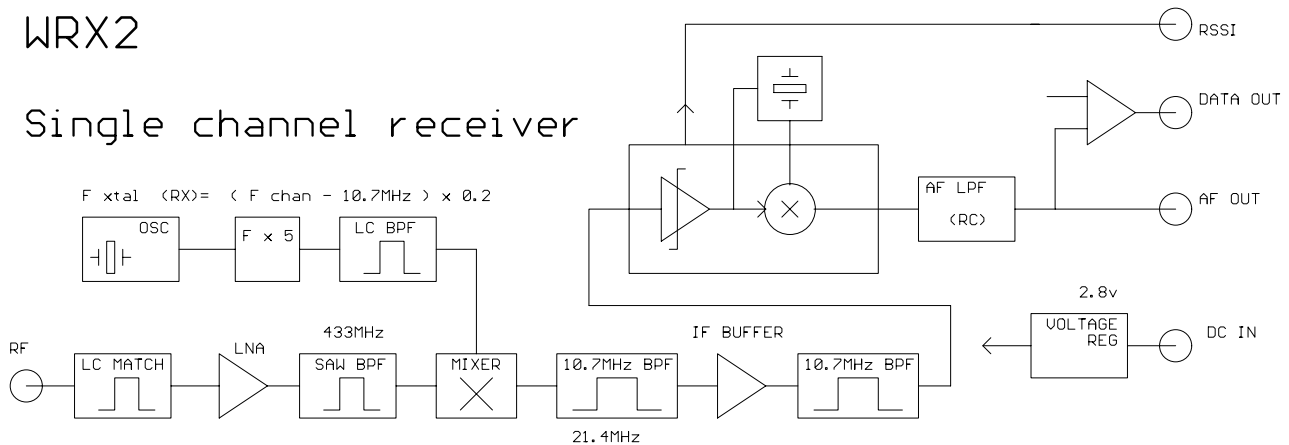 WRX2
Single channel receiver
RSSI
DATA OUT
F xtal (RX)= ( F chan - 10.7MHz ) x 0.2
AF LPF
(RC)
AF OUT
OSC
F x 5
LC BPF
2.8v
433MHz
IF BUFFER
VOLTAGE
REG
DC IN
RF
LNA
LC MATCH
SAW BPF
MIXER
10.7MHz BPF
10.7MHz BPF
21.4MHz